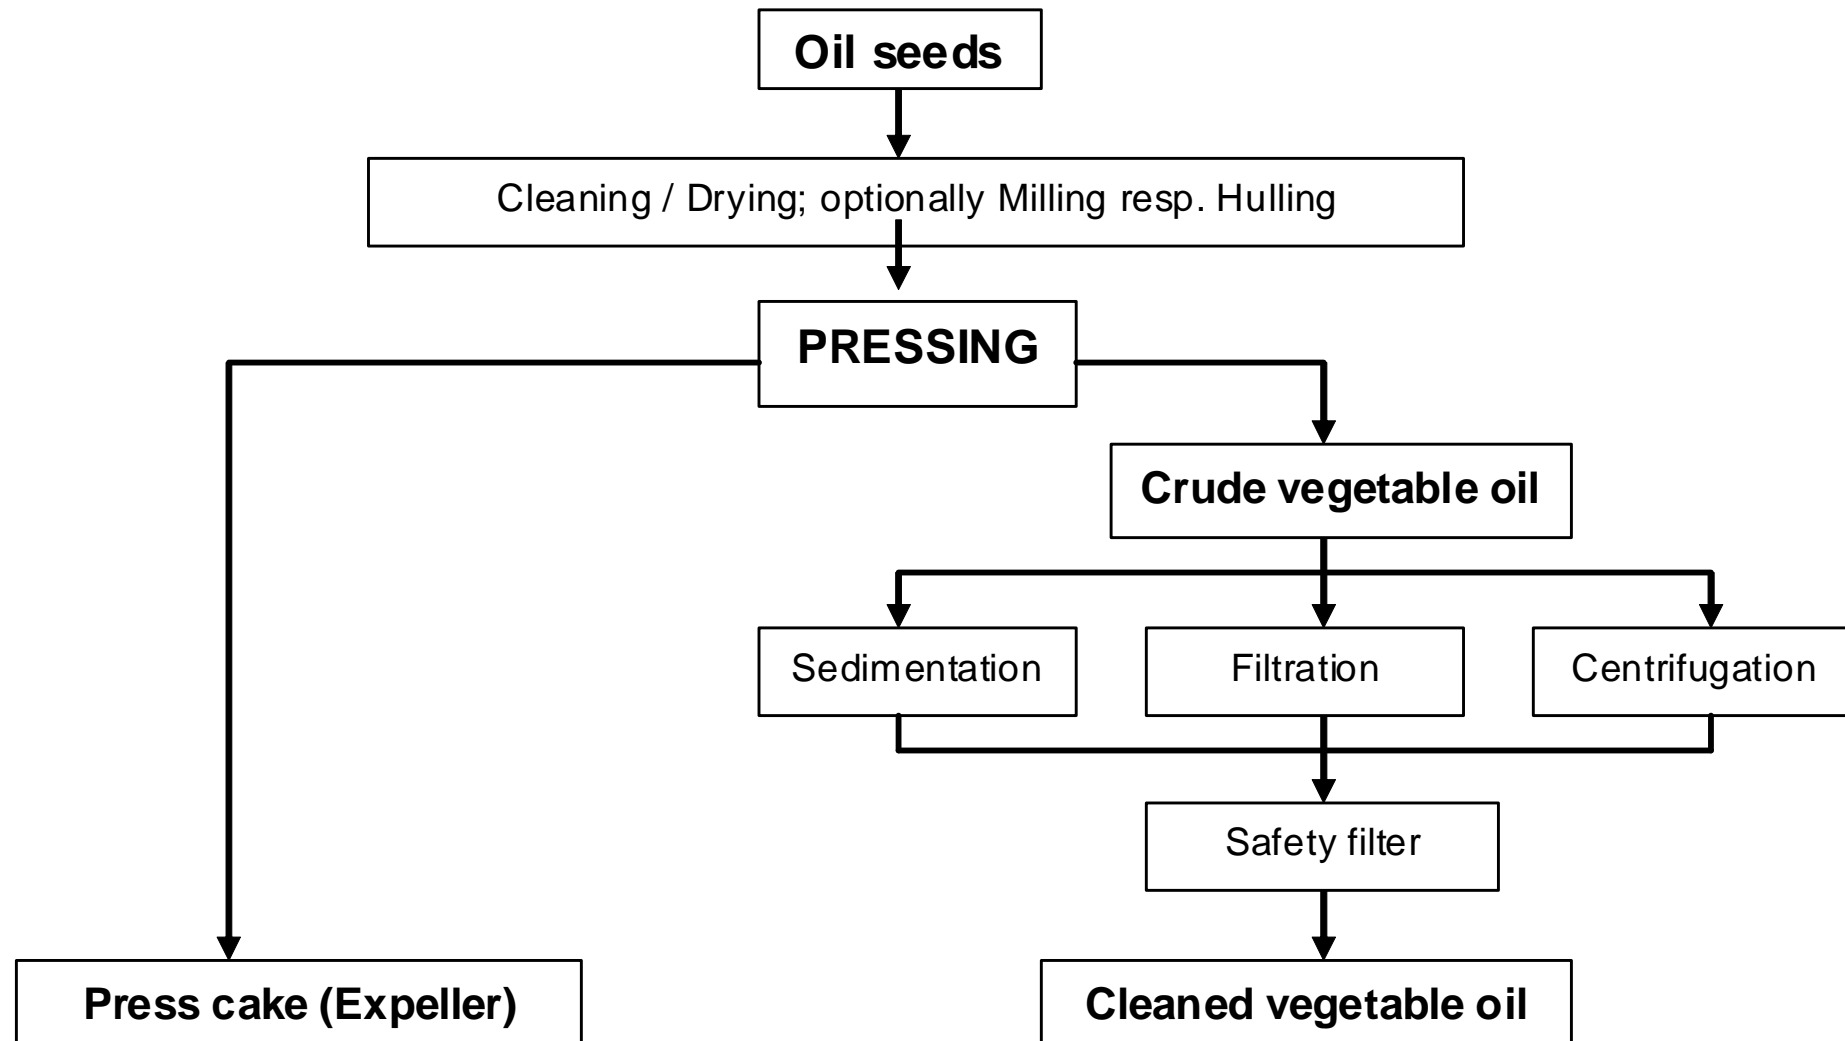 Oil seeds
Cleaning / Drying; optionally Milling resp. Hulling
PRESSING
Crude vegetable oil
Sedimentation
Filtration
Centrifugation
Safety filter
Press cake (Expeller)
Cleaned vegetable oil